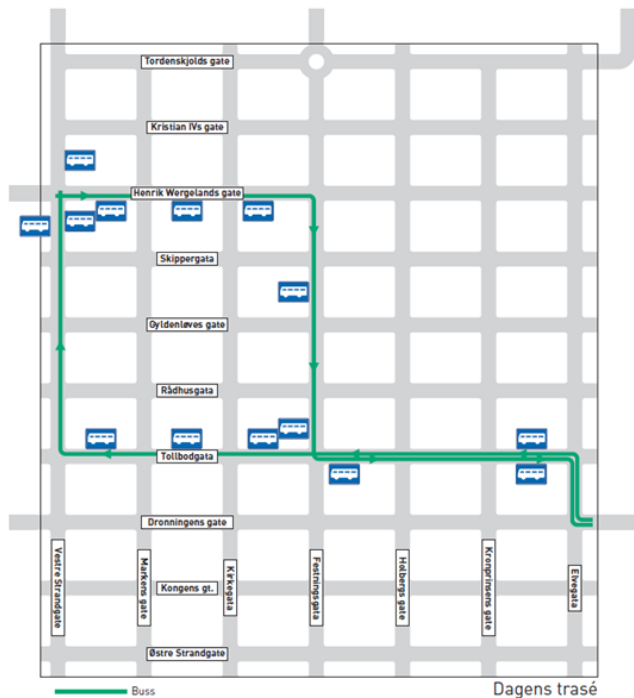 Tordenskjolds gate
Kristian IVs gate
Henrik Wergelands gate
Skippergata
Gyldenløves gate
Rådhusgata
Tollbodgata
Dronningens gate
Vestre Strandgate
Markens gate
Kirkegata
Festningsgata
Holbergs gate
Kronprinsens gate
Elvegata
Kongens gt.
Østre Strandgate
Buss
Dagens trasé